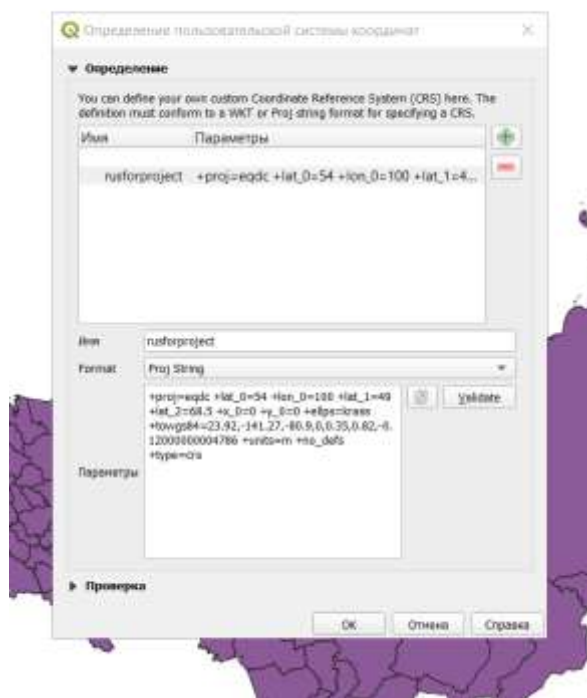 Определение пользовательской системы координат
Определение
You can define your own custom Coordinate Reference System (CRS) here. The
definition must conform to a WKT or Proj string format for specifying a CRS.
Имя Параметры
rusforproject +proj=eqdc +lat_0=54 +lon_0=100 +lat_1=4...
Имя rusforproject
Format Proj String
+proj=eqdc +lat_0=54 +lon_0=100 +lat_1=49
+lat_2=68.5 +x_0=0 +y_0=0 +ellps=krass
+towgs84=23.92,-141.27,-80.9,0,0.35,0.82,-0.
12000000004786 +units=m +no_defs
+type=crs
Validate
Параметры
Проверка
OK Отмена Справка